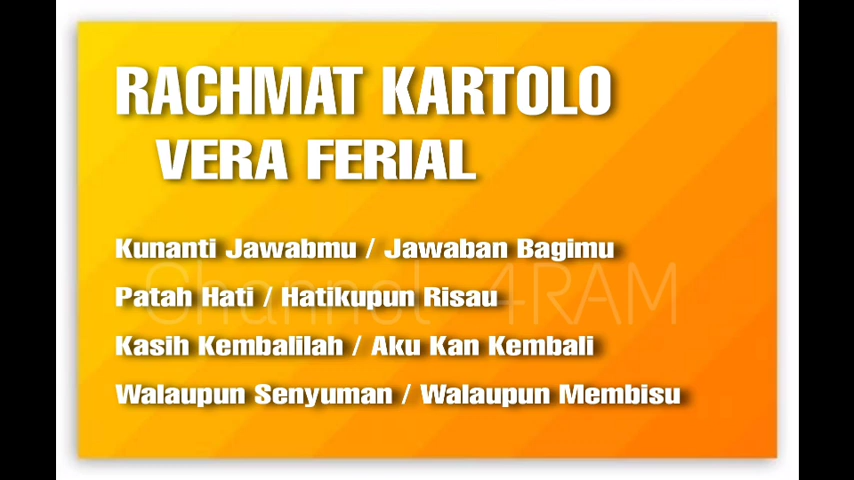 RACHMAT KARTOLO
VERA FERIAL
Kunanti Jawabmu / Jawaban Bagimu
Channel 4RAM
Patah Hati / Hatikupun Risau
Kasih Kembalilah / Aku Kan Kembali
Walaupun Senyuman / Walaupun Membisu